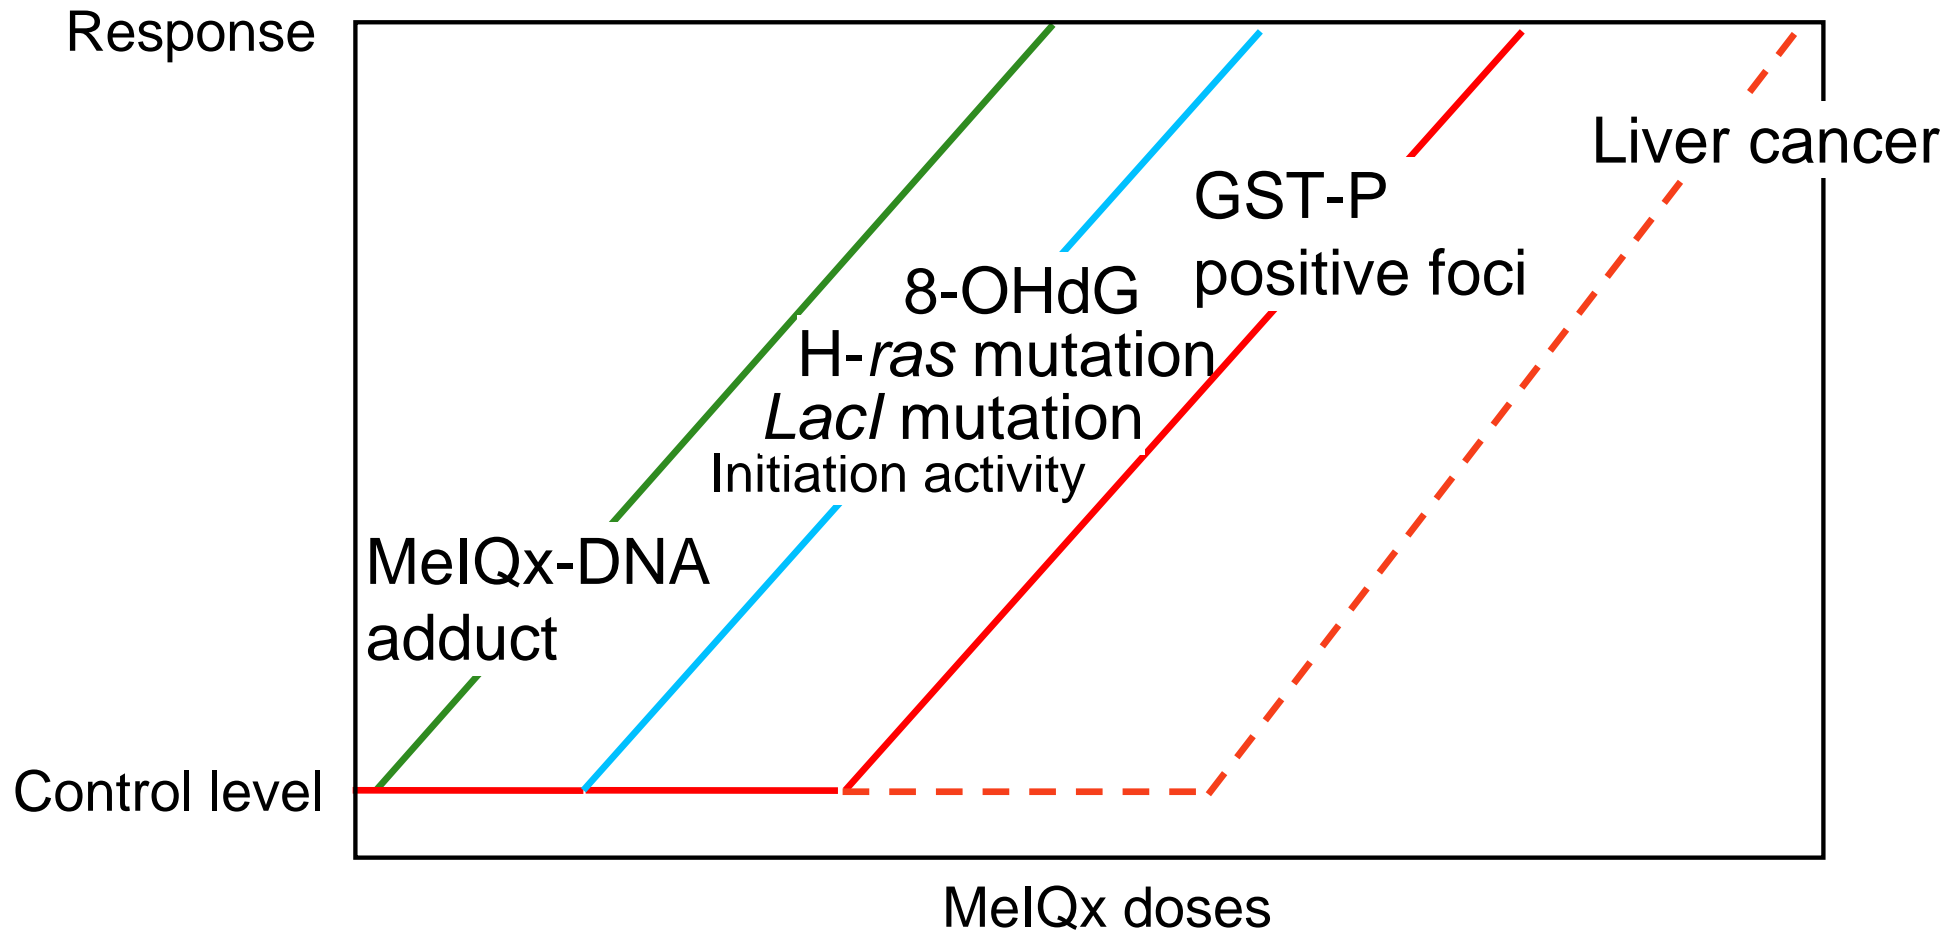 Response
Liver cancer
GST-P
positive foci
8-OHdG
H-ras mutation
LacI mutation
Initiation activity
MeIQx-DNA
adduct
Control level
MeIQx doses